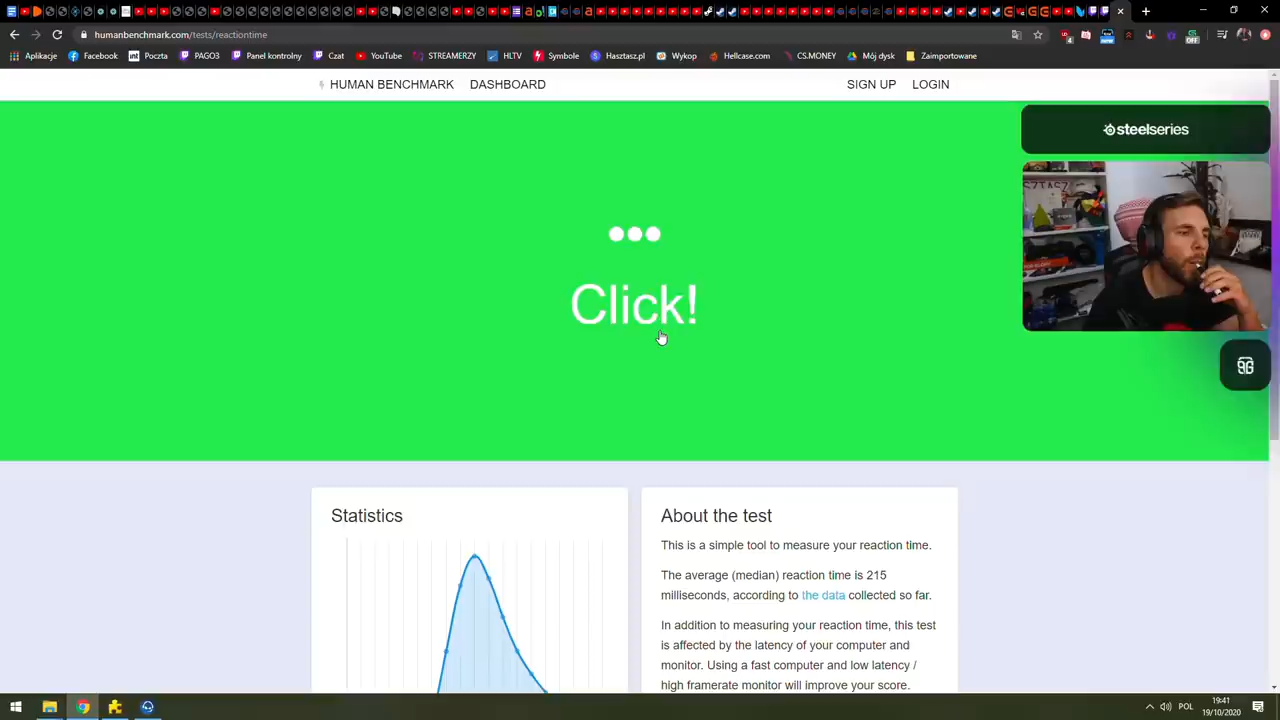 humanbenchmark.com/tests/reactiontime
Aplikacje Facebook Poczta PAGO3 Panel kontrolny Czat YouTube STREAMERZY HLTV Symbole Hasztasz.pl Wykop Hellcase.com CS.MONEY Mój dysk Zaimportowane
HUMAN BENCHMARK DASHBOARD SIGN UP LOGIN
steelseries
Click!
Statistics
About the test
This is a simple tool to measure your reaction time.
The average (median) reaction time is 215
milliseconds, according to the data collected so far.
In addition to measuring your reaction time, this test
is affected by the latency of your computer and
monitor. Using a fast computer and low latency /
high framerate monitor will improve your score.
POL
19:41
19/10/2020